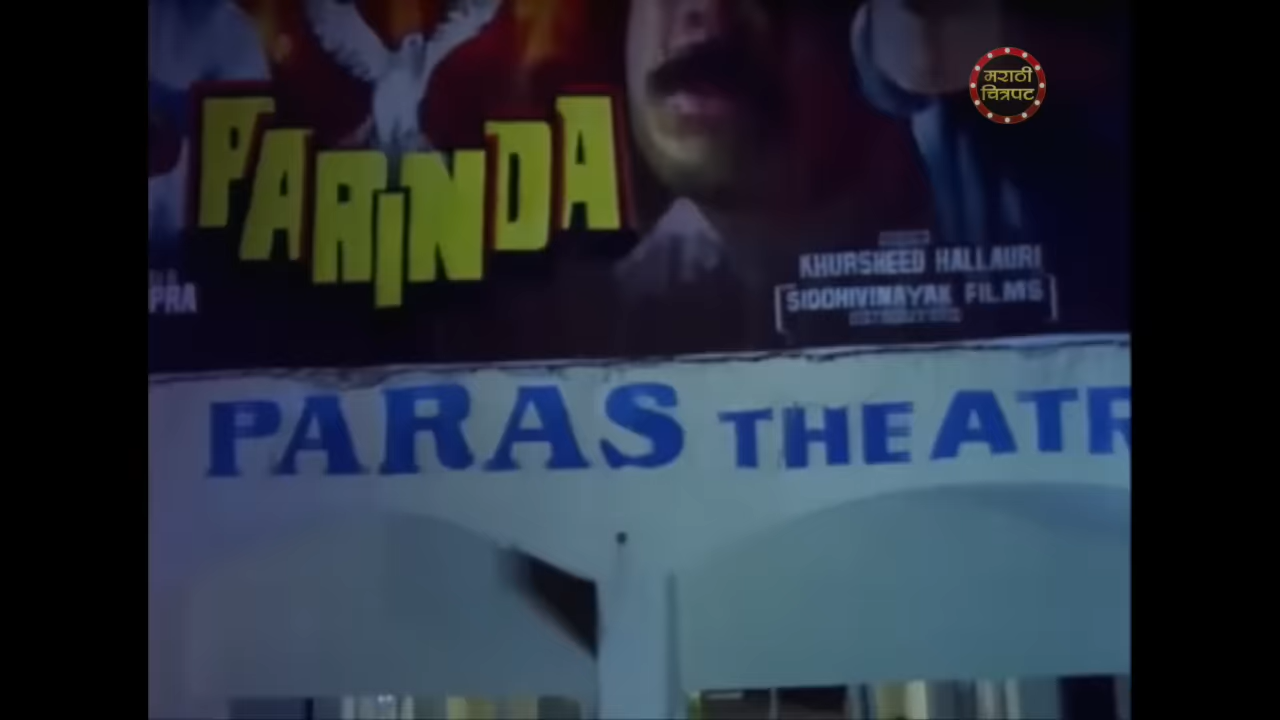 मराठी
चित्रपट
PARINDA
PRA
KHURSHEED HALLAURI
SIDDHIVINAYAK FILMS
PARAS THEATR